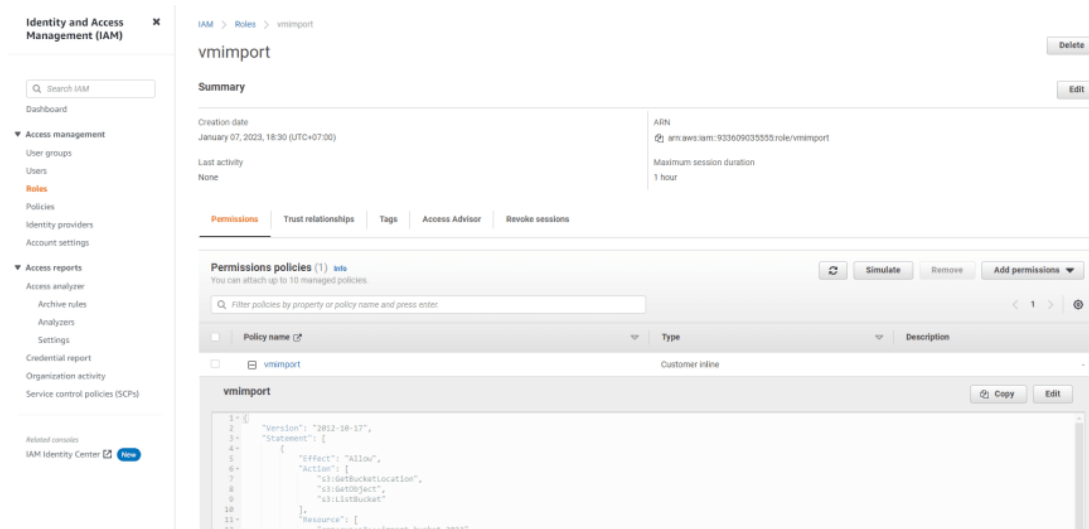 Identity and Access Management (IAM)
Search IAM
Dashboard
Access management
User groups
Users
Roles
Policies
Identity providers
Account settings
Access reports
Access analyzer
Archive rules
Analyzers
Settings
Credential report
Organization activity
Service control policies (SCPs)
Related consoles
IAM Identity Center New
IAM > Roles > vmimport
vmimport
Delete
Summary
Edit
Creation date
January 07, 2023, 18:30 (UTC+07:00)
ARN
arn:aws:iam::933609035555:role/vmimport
Last activity
None
Maximum session duration
1 hour
Permissions Trust relationships Tags Access Advisor Revoke sessions
Permissions policies (1) Info
You can attach up to 10 managed policies.
Simulate Remove Add permissions
Filter policies by property or policy name and press enter.
< 1 >
Policy name Type Description
vmimport Customer inline -
vmimport
Copy Edit
1 {
2 "Version": "2012-10-17",
3 "Statement": [
4 {
5 "Effect": "Allow",
6 "Action": [
7 "s3:GetBucketLocation",
8 "s3:GetObject",
9 "s3:ListBucket"
10 ],
11 "Resource": [